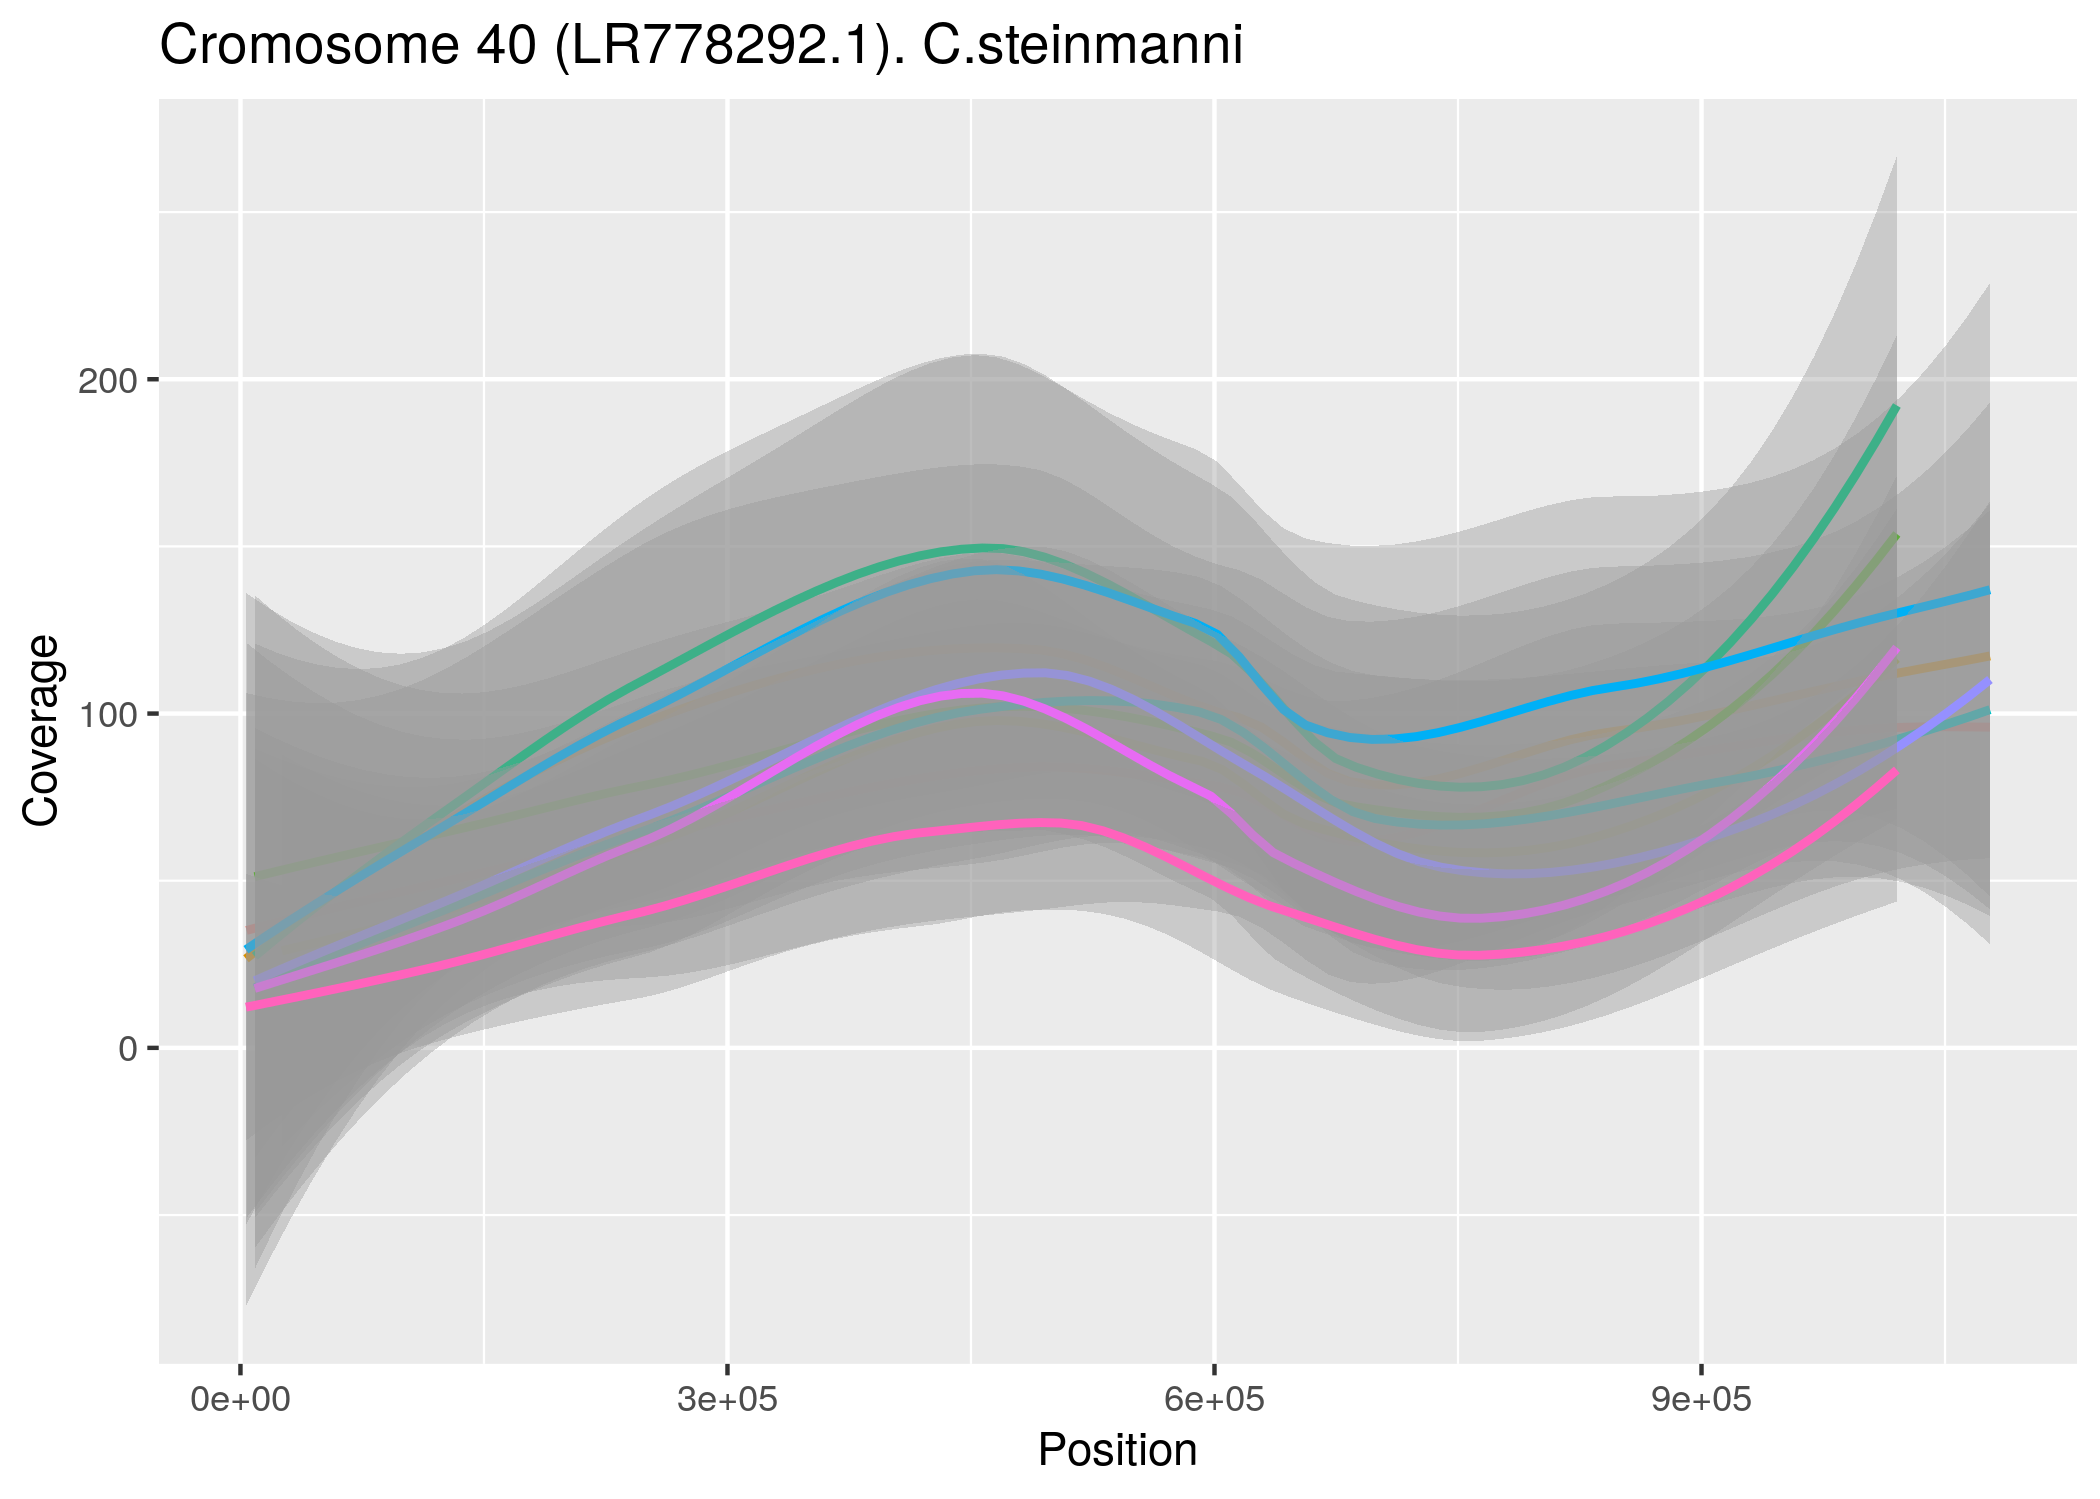 Cromosome 40 (LR778292.1). C.steinmanni
200
100
0
Coverage
0e+00 3e+05 6e+05 9e+05
Position